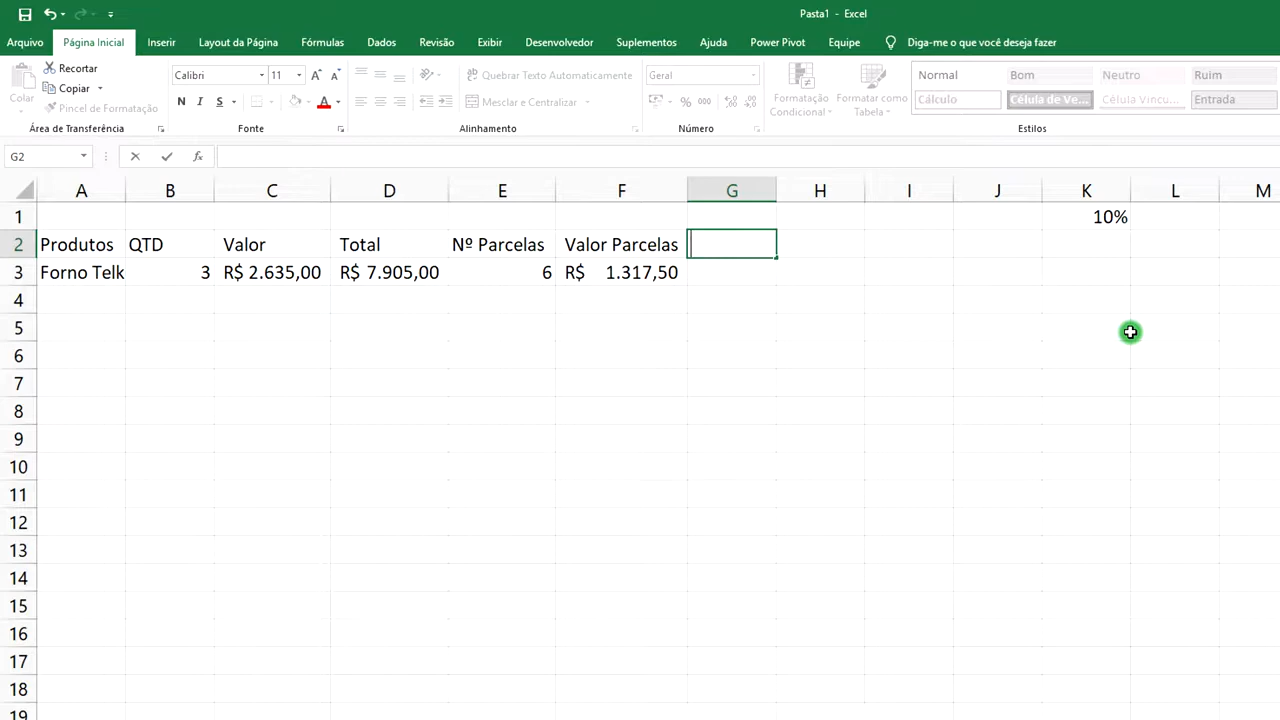 Pasta1 - Excel
Arquivo Página Inicial Inserir Layout da Página Fórmulas Dados Revisão Exibir Desenvolvedor Suplementos Ajuda Power Pivot Equipe Diga-me o que você deseja fazer
Colar
Recortar
Copiar
Pincel de Formatação
Área de Transferência
Calibri 11
N I S A
Fonte
Quebrar Texto Automaticamente
Mesclar e Centralizar
Alinhamento
Geral
% 000
Número
Formatação Condicional
Formatar como Tabela
Normal Bom Neutro Ruim
Cálculo Célula de Ve... Célula Vincu... Entrada
Estilos
G2 fx
A B C D E F G H I J K L M
1 10%
2 Produtos QTD Valor Total Nº Parcelas Valor Parcelas
3 Forno Telk 3 R$ 2.635,00 R$ 7.905,00 6 R$ 1.317,50
4
5
6
7
8
9
10
11
12
13
14
15
16
17
18
19